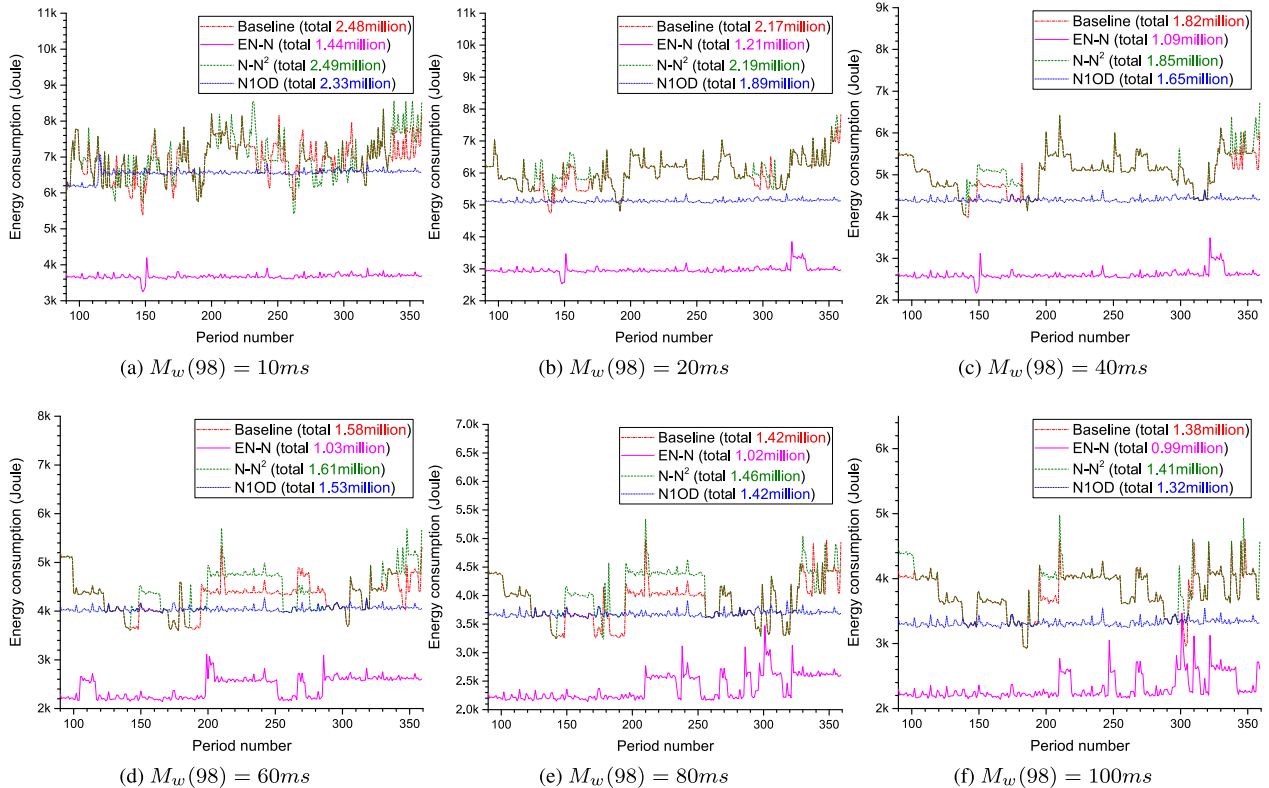 11k
10k
9k
8k
7k
6k
5k
4k
3k
Energy consumption (Joule)
Baseline (total 2.48million)
EN-N (total 1.44million)
N-N² (total 2.49million)
N1OD (total 2.33million)
100 150 200 250 300 350
Period number
(a) M_w(98) = 10ms
11k
10k
9k
8k
7k
6k
5k
4k
3k
2k
Energy consumption (Joule)
Baseline (total 2.17million)
EN-N (total 1.21million)
N-N² (total 2.19million)
N1OD (total 1.89million)
100 150 200 250 300 350
Period number
(b) M_w(98) = 20ms
9k
8k
7k
6k
5k
4k
3k
2k
Energy consumption (Joule)
Baseline (total 1.82million)
EN-N (total 1.09million)
N-N² (total 1.85million)
N1OD (total 1.65million)
100 150 200 250 300 350
Period number
(c) M_w(98) = 40ms
8k
7k
6k
5k
4k
3k
2k
Energy consumption (Joule)
Baseline (total 1.58million)
EN-N (total 1.03million)
N-N² (total 1.61million)
N1OD (total 1.53million)
100 150 200 250 300 350
Period number
(d) M_w(98) = 60ms
7.0k
6.5k
6.0k
5.5k
5.0k
4.5k
4.0k
3.5k
3.0k
2.5k
2.0k
Energy consumption (Joule)
Baseline (total 1.42million)
EN-N (total 1.02million)
N-N² (total 1.46million)
N1OD (total 1.42million)
100 150 200 250 300 350
Period number
(e) M_w(98) = 80ms
6k
5k
4k
3k
2k
Energy consumption (Joule)
Baseline (total 1.38million)
EN-N (total 0.99million)
N-N² (total 1.41million)
N1OD (total 1.32million)
100 150 200 250 300 350
Period number
(f) M_w(98) = 100ms